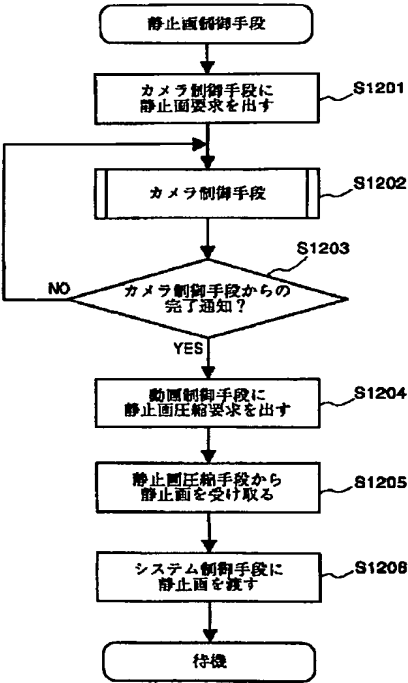 静止画制御手段
カメラ制御手段に
静止画要求を出す
S1201
カメラ制御手段
S1202
S1203
カメラ制御手段からの
完了通知？
NO
YES
動画制御手段に
静止画圧縮要求を出す
S1204
静止画圧縮手段から
静止画を受け取る
S1205
システム制御手段に
静止画を渡す
S1206
待機